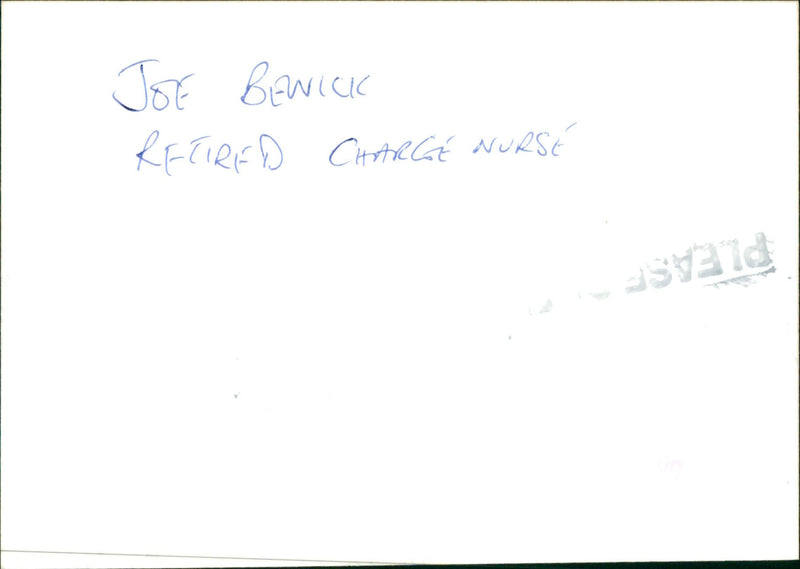 JOE BEWICK
RETIRED CHARGE NURSE
PLEASE